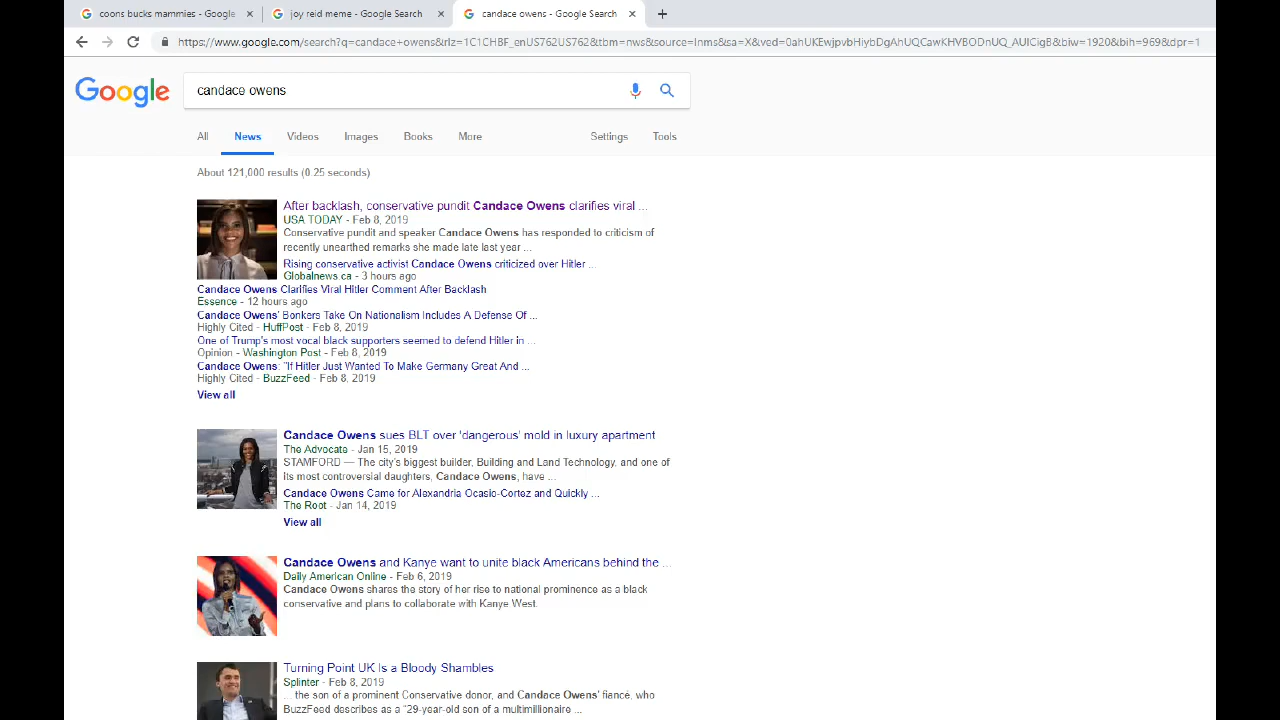 coons bucks mammies - Google
joy reid meme - Google Search
candace owens - Google Search
https://www.google.com/search?q=candace+owens&rlz=1C1CHBF_enUS762US762&tbm=nws&source=lnms&sa=X&ved=0ahUKEwjpvbHiybDgAhUQCawKHVBODnUQ_AUICigB&biw=1920&bih=969&dpr=1
Google
candace owens
All News Videos Images Books More Settings Tools
About 121,000 results (0.25 seconds)
After backlash, conservative pundit Candace Owens clarifies viral ...
USA TODAY - Feb 8, 2019
Conservative pundit and speaker Candace Owens has responded to criticism of
recently unearthed remarks she made late last year ...
Rising conservative activist Candace Owens criticized over Hitler ...
Globalnews.ca - 3 hours ago
Candace Owens Clarifies Viral Hitler Comment After Backlash
Essence - 12 hours ago
Candace Owens' Bonkers Take On Nationalism Includes A Defense Of ...
Highly Cited - HuffPost - Feb 8, 2019
One of Trump's most vocal black supporters seemed to defend Hitler in ...
Opinion - Washington Post - Feb 8, 2019
Candace Owens: "If Hitler Just Wanted To Make Germany Great And ...
Highly Cited - BuzzFeed - Feb 8, 2019
View all
Candace Owens sues BLT over 'dangerous' mold in luxury apartment
The Advocate - Jan 15, 2019
STAMFORD — The city's biggest builder, Building and Land Technology, and one of
its most controversial daughters, Candace Owens, have ...
Candace Owens Came for Alexandria Ocasio-Cortez and Quickly ...
The Root - Jan 14, 2019
View all
Candace Owens and Kanye want to unite black Americans behind the ...
Daily American Online - Feb 6, 2019
Candace Owens shares the story of her rise to national prominence as a black
conservative and plans to collaborate with Kanye West.
Turning Point UK Is a Bloody Shambles
Splinter - Feb 8, 2019
... the son of a prominent Conservative donor, and Candace Owens' fiancé, who
BuzzFeed describes as a "29-year-old son of a multimillionaire ...